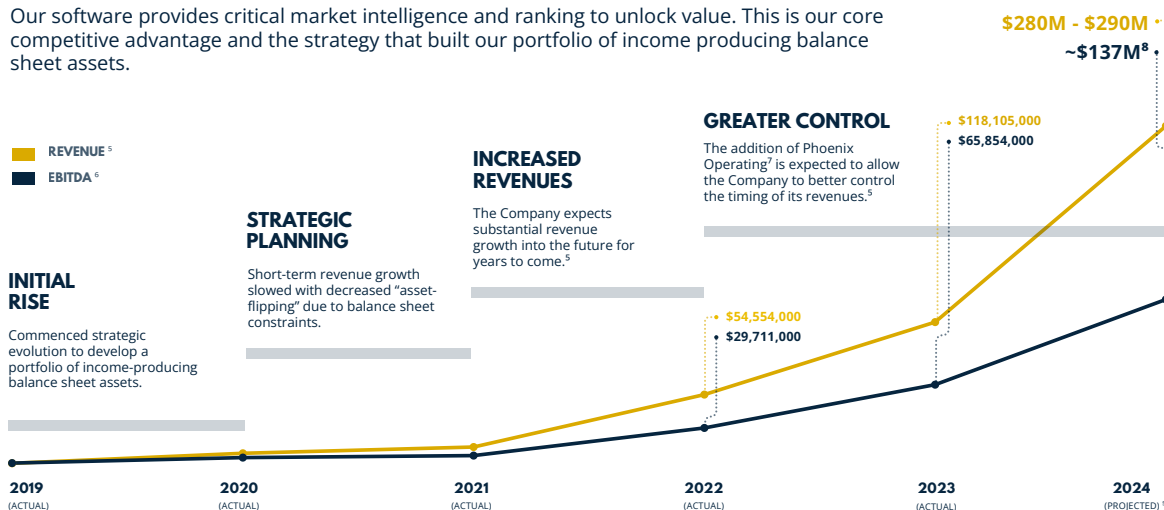 Our software provides critical market intelligence and ranking to unlock value. This is our core
competitive advantage and the strategy that built our portfolio of income producing balance
sheet assets.
$280M - $290M
~$137M⁸
REVENUE ⁵
EBITDA ⁶
INITIAL
RISE
Commenced strategic
evolution to develop a
portfolio of income-producing
balance sheet assets.
STRATEGIC
PLANNING
Short-term revenue growth
slowed with decreased “asset-
flipping” due to balance sheet
constraints.
INCREASED
REVENUES
The Company expects
substantial revenue
growth into the future for
years to come.⁵
GREATER CONTROL
The addition of Phoenix
Operating⁷ is expected to allow
the Company to better control
the timing of its revenues.⁵
$54,554,000
$29,711,000
$118,105,000
$65,854,000
2019
(ACTUAL)
2020
(ACTUAL)
2021
(ACTUAL)
2022
(ACTUAL)
2023
(ACTUAL)
2024
(PROJECTED)